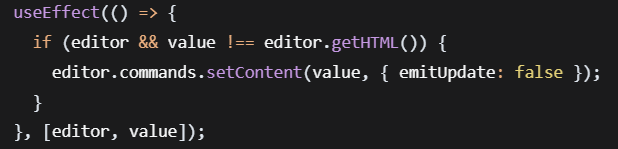 useEffect(() => {
  if (editor && value !== editor.getHTML()) {
    editor.commands.setContent(value, { emitUpdate: false });
  }
}, [editor, value]);